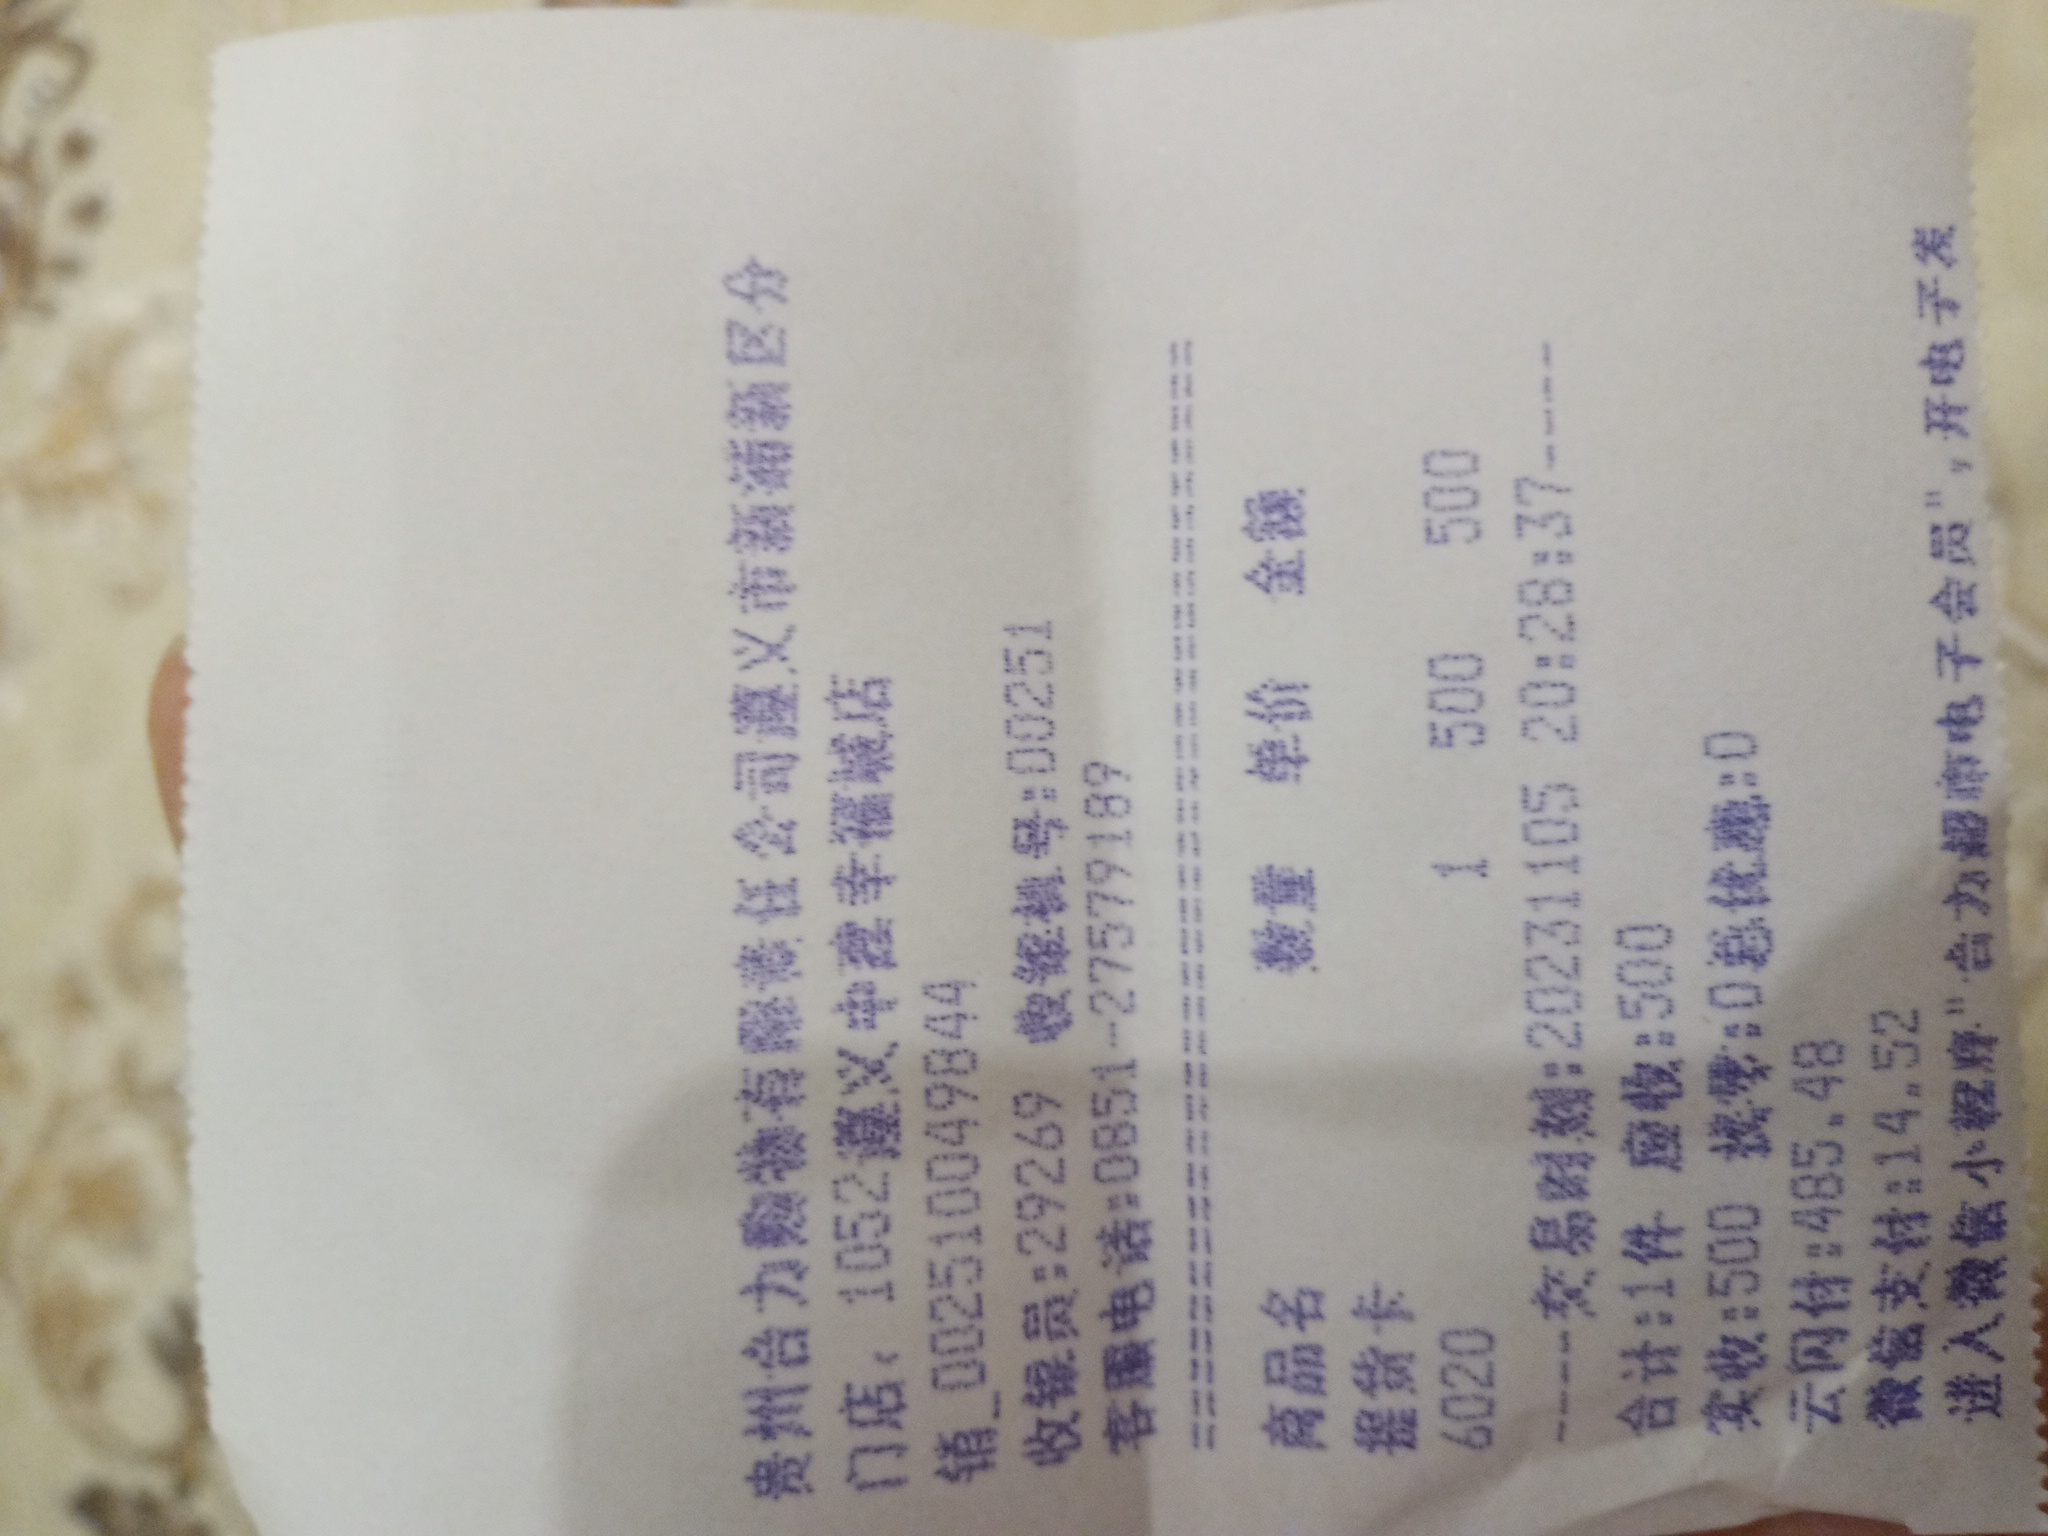 贵州合力购物有限责任公司遵义市新蒲新区分
门店: 1052遵义中建幸福城店
销_00251004​9844
收银员:29269 收银机号:00251
客服电话:0851-27579189
================================
商品名 数量 单价 金额
提货卡
6020 1 500 500
----交易时刻:20231105 20:28:37----
合计:1件 应收:500
实收:500 找零:0总优惠:0
云网付:485.48
微信支付:14.52
进入微信小程序"合力超市电子会员",开电子发